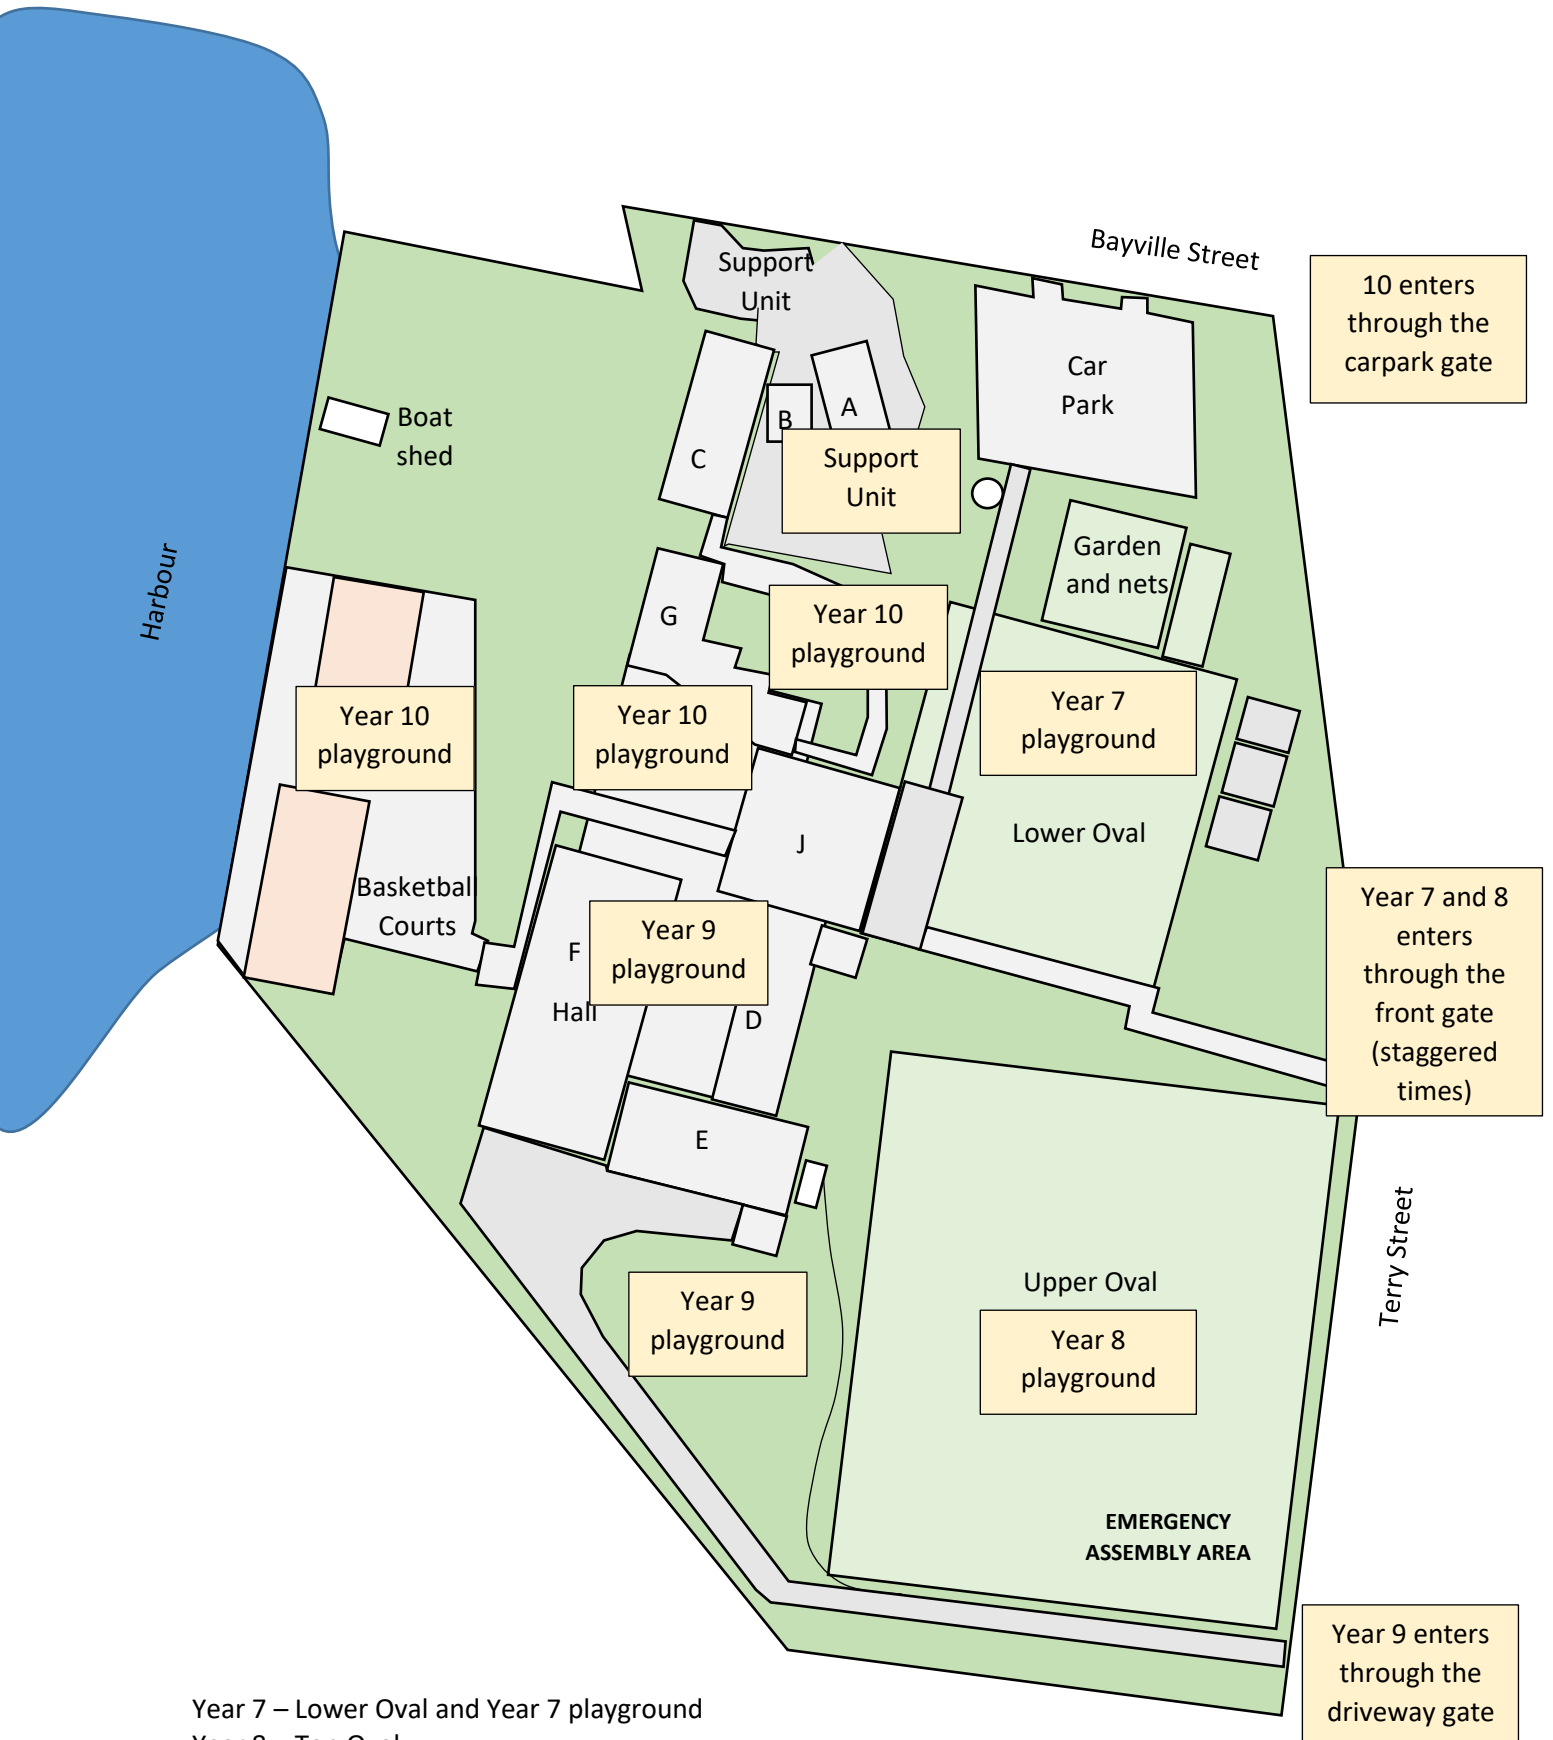 Bayville Street
Support
Unit
10 enters
through the
carpark gate
Car
Park
Boat
shed
A
B
C
Support
Unit
Harbour
Garden
and nets
G
Year 10
playground
Year 10
playground
Year 10
playground
Year 7
playground
Lower Oval
J
Basketbal
Courts
Year 7 and 8
enters
through the
front gate
(staggered
times)
F
Hall
Year 9
playground
D
E
Terry Street
Upper Oval
Year 9
playground
Year 8
playground
EMERGENCY
ASSEMBLY AREA
Year 9 enters
through the
driveway gate
Year 7 – Lower Oval and Year 7 playground